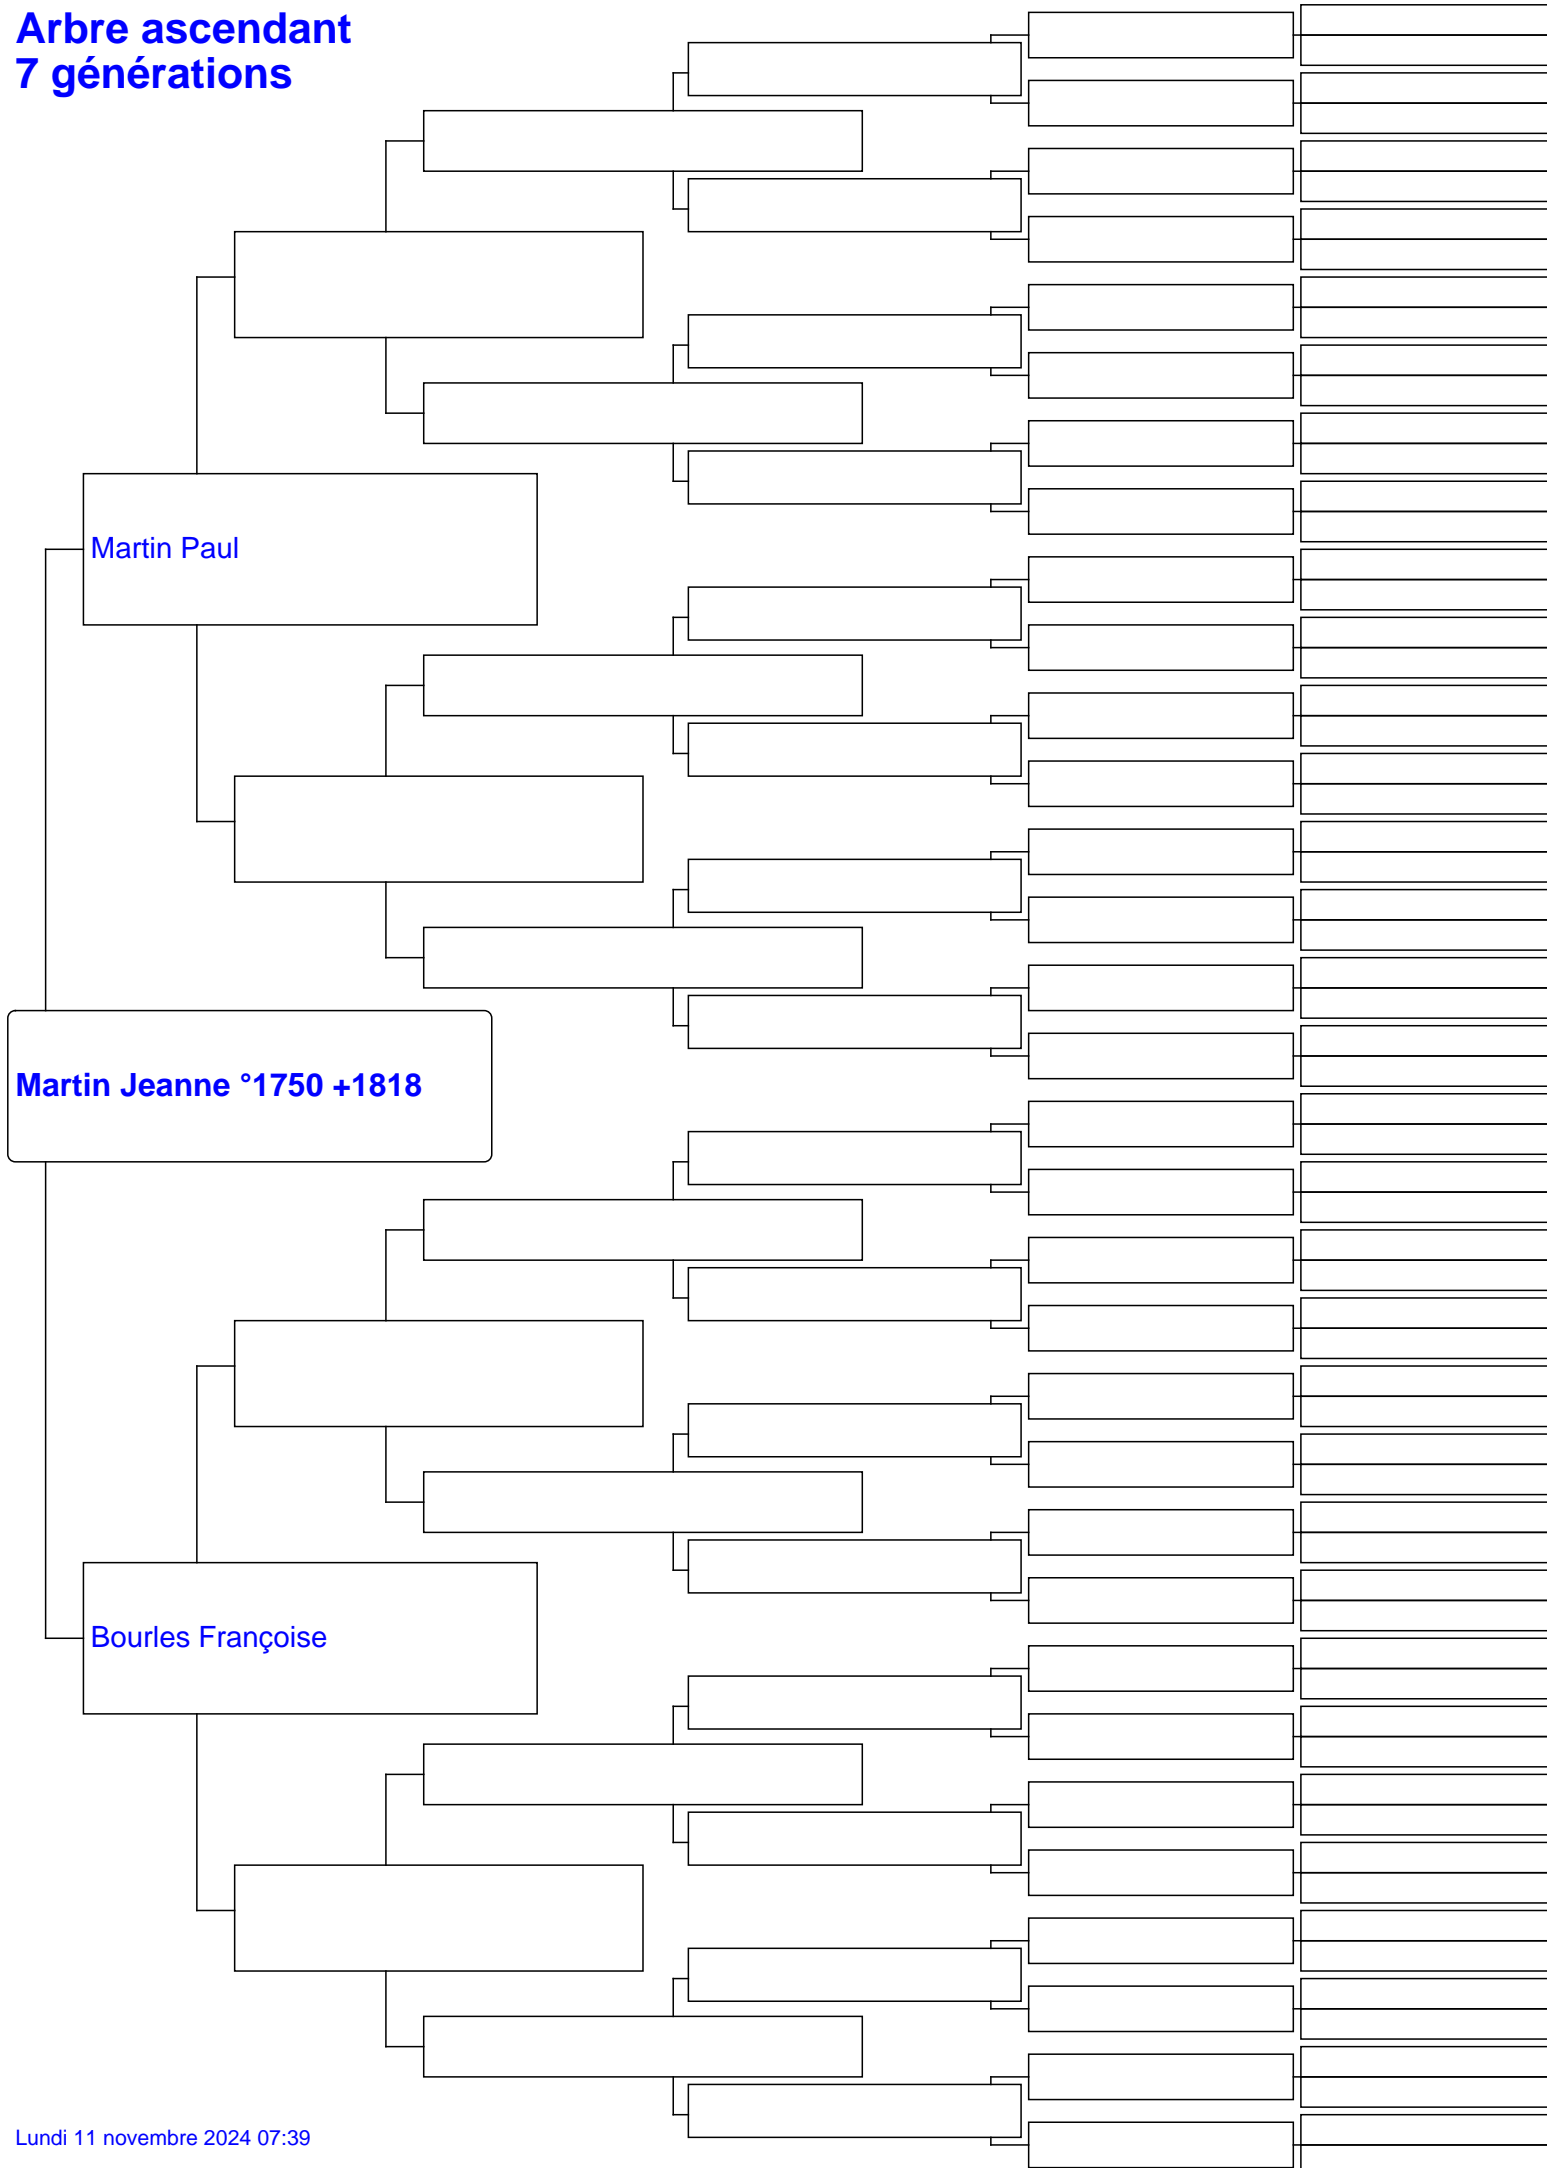 Arbre ascendant
7 générations
Martin Paul
Martin Jeanne °1750 +1818
Bourles Françoise
Lundi 11 novembre 2024 07:39